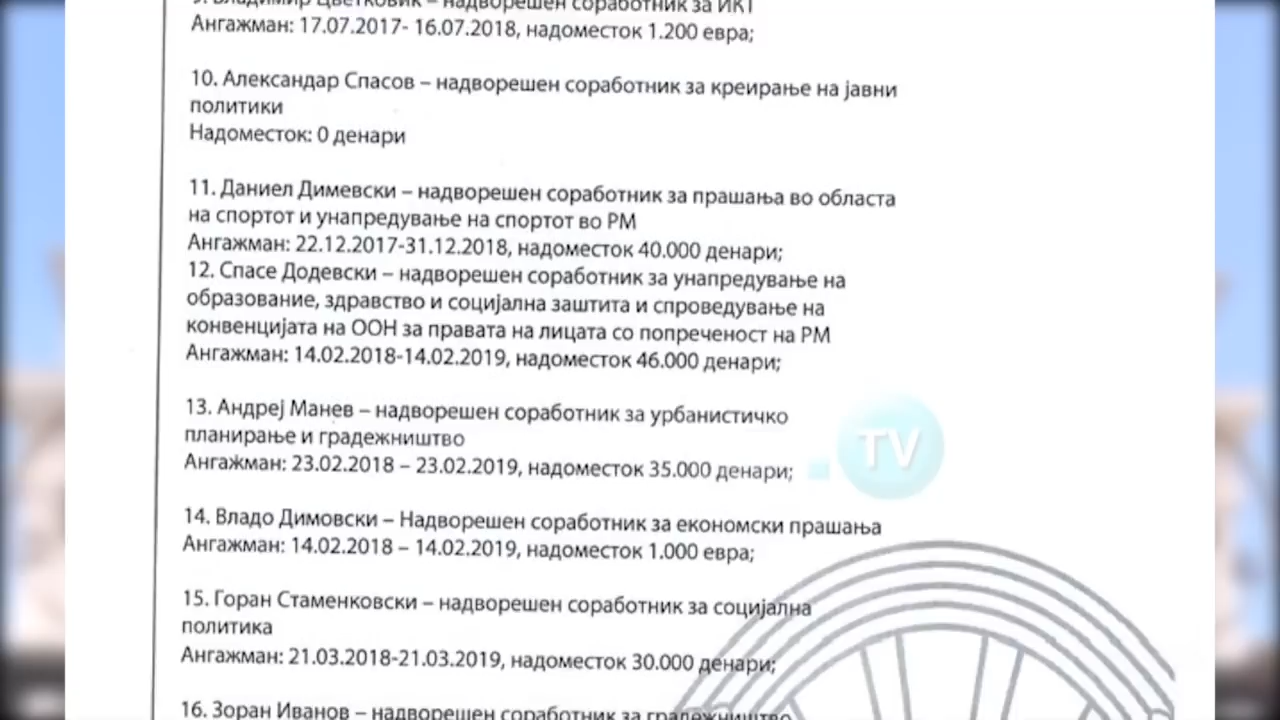 9. Владимир Цветковиќ – надворешен соработник за ИКТ
Ангажман: 17.07.2017- 16.07.2018, надоместок 1.200 евра;
10. Александар Спасов – надворешен соработник за креирање на јавни
политики
Надоместок: 0 денари
11. Даниел Димевски – надворешен соработник за прашања во областа
на спортот и унапредување на спортот во РМ
Ангажман: 22.12.2017-31.12.2018, надоместок 40.000 денари;
12. Спасе Додевски – надворешен соработник за унапредување на
образование, здравство и социјална заштита и спроведување на
конвенцијата на ООН за правата на лицата со попреченост на РМ
Ангажман: 14.02.2018-14.02.2019, надоместок 46.000 денари;
13. Андреј Манев – надворешен соработник за урбанистичко
планирање и градежништво
Ангажман: 23.02.2018 – 23.02.2019, надоместок 35.000 денари;
TV
14. Владо Димовски – Надворешен соработник за економски прашања
Ангажман: 14.02.2018 – 14.02.2019, надоместок 1.000 евра;
15. Горан Стаменковски – надворешен соработник за социјална
политика
Ангажман: 21.03.2018-21.03.2019, надоместок 30.000 денари;
16. Зоран Иванов – надворешен соработник за градежништво